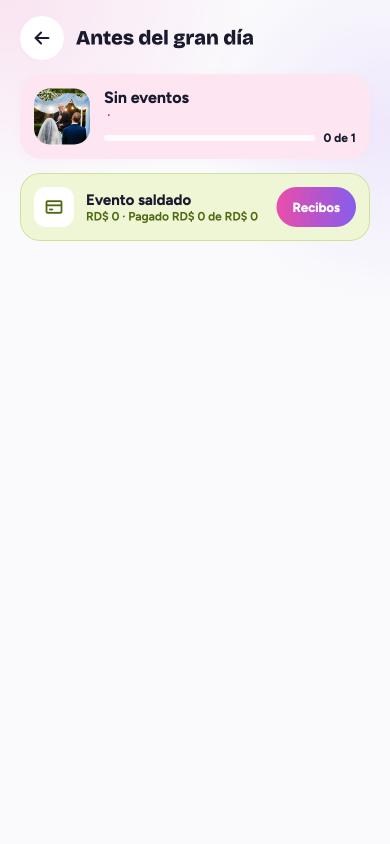 Antes del gran día
Sin eventos
·
0 de 1
Evento saldado
RD$ 0 · Pagado RD$ 0 de RD$ 0
Recibos